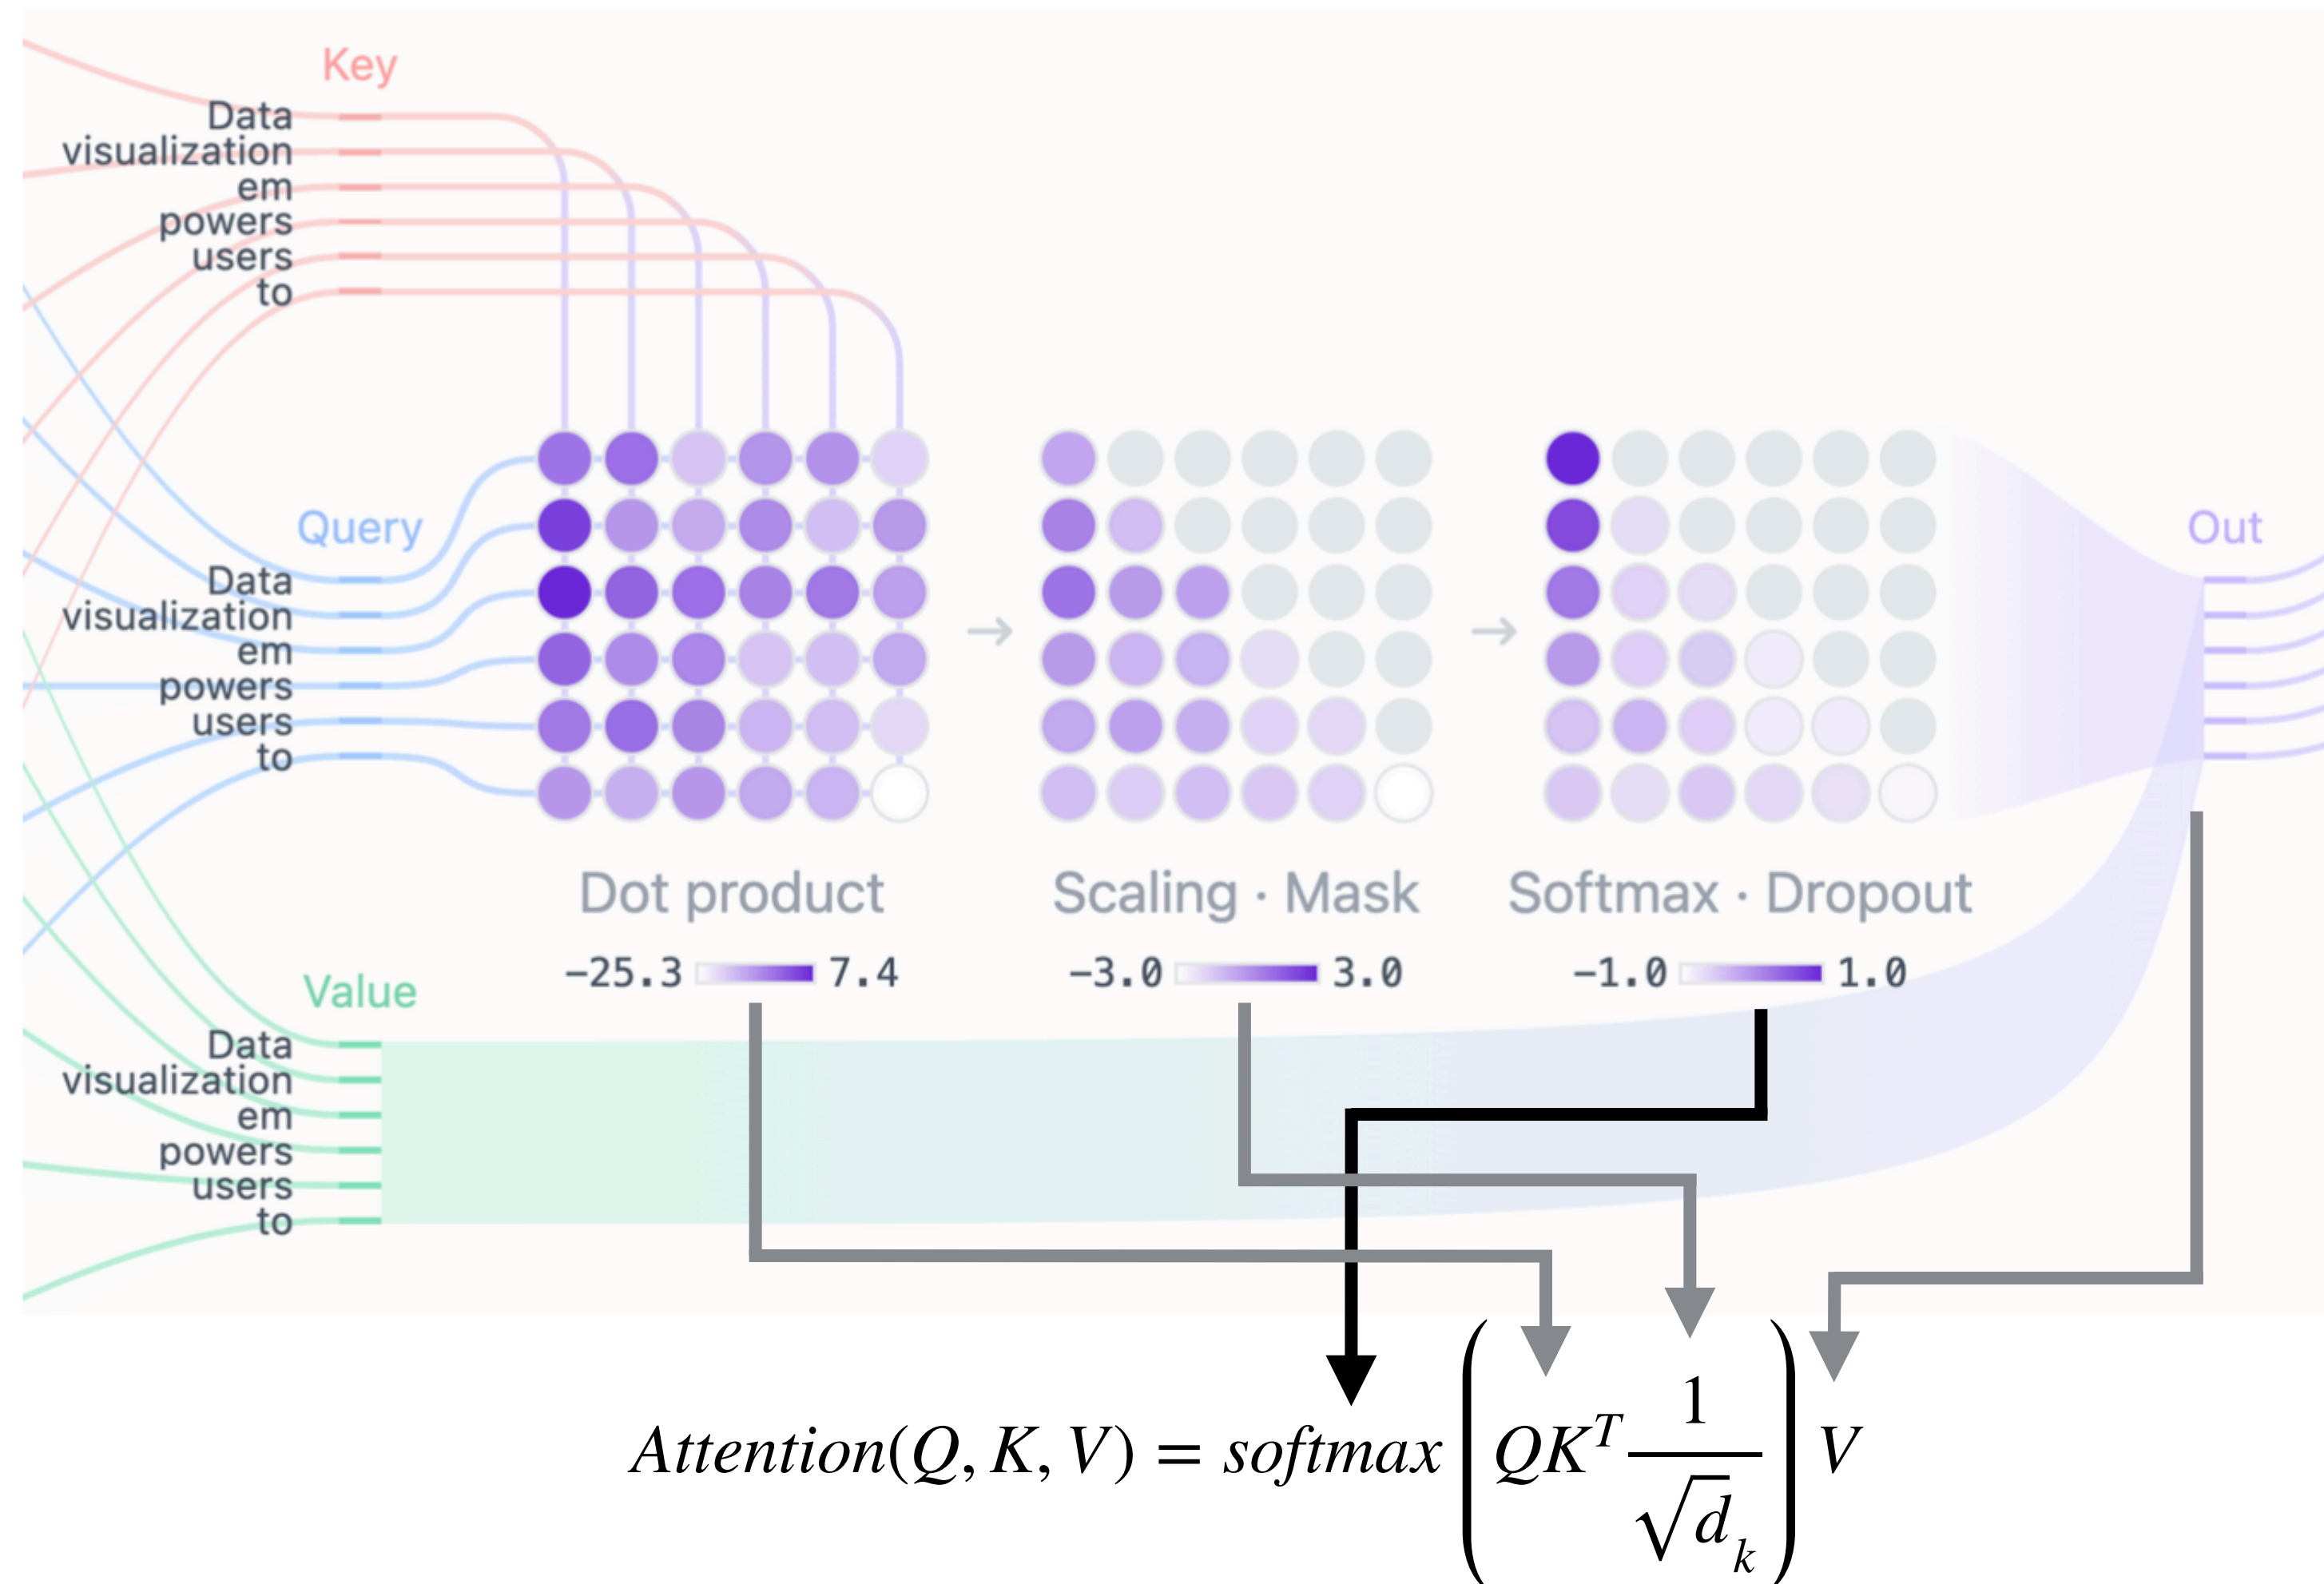 Key
Data
visualization
em
powers
users
to
Query
Data
visualization
em
powers
users
to
Out
Dot product
Scaling · Mask
Softmax · Dropout
−25.3 7.4
−3.0 3.0
−1.0 1.0
Value
Data
visualization
em
powers
users
to
Attention(Q, K, V) = softmax(QK^T 1/√d_k)V